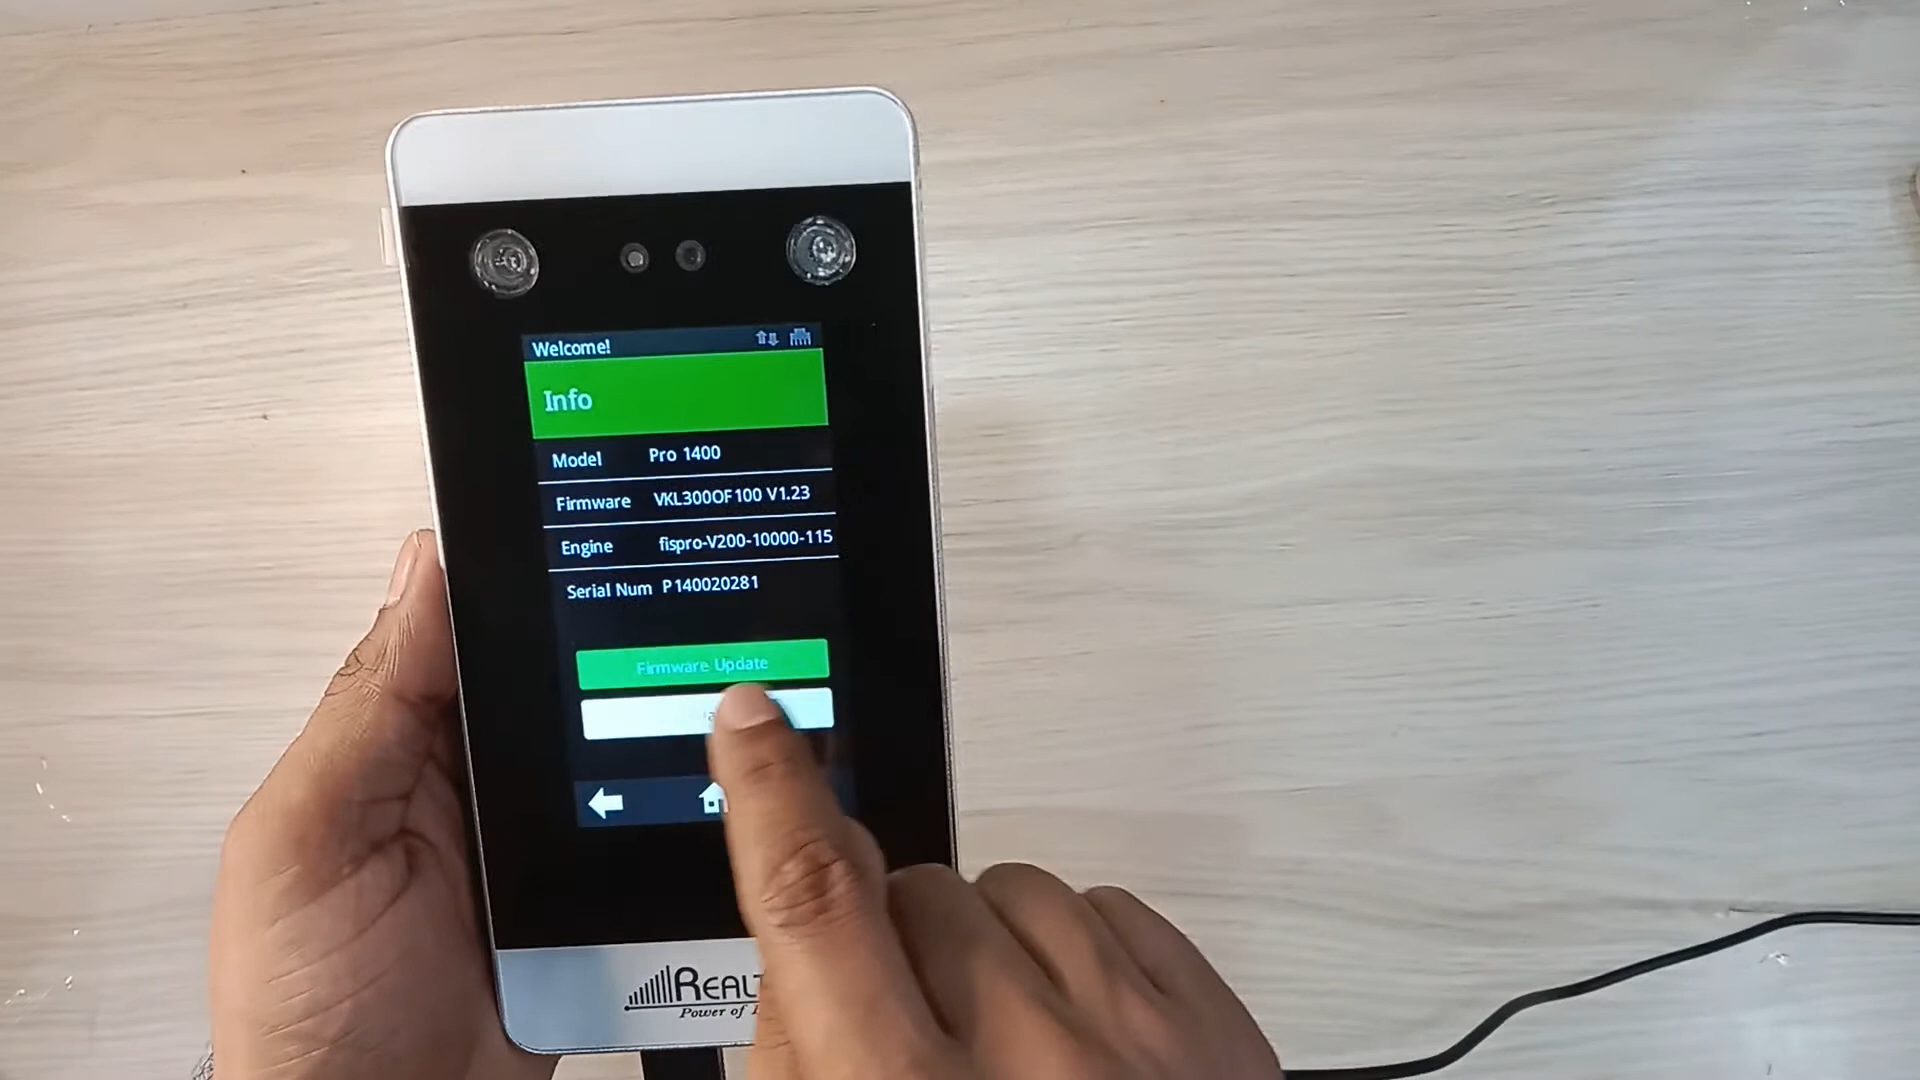 Welcome!
Info
Model Pro 1400
Firmware VKL300OF100 V1.23
Engine fispro-V200-10000-115
Serial Num P140020281
Firmware Update
REALT
Power of